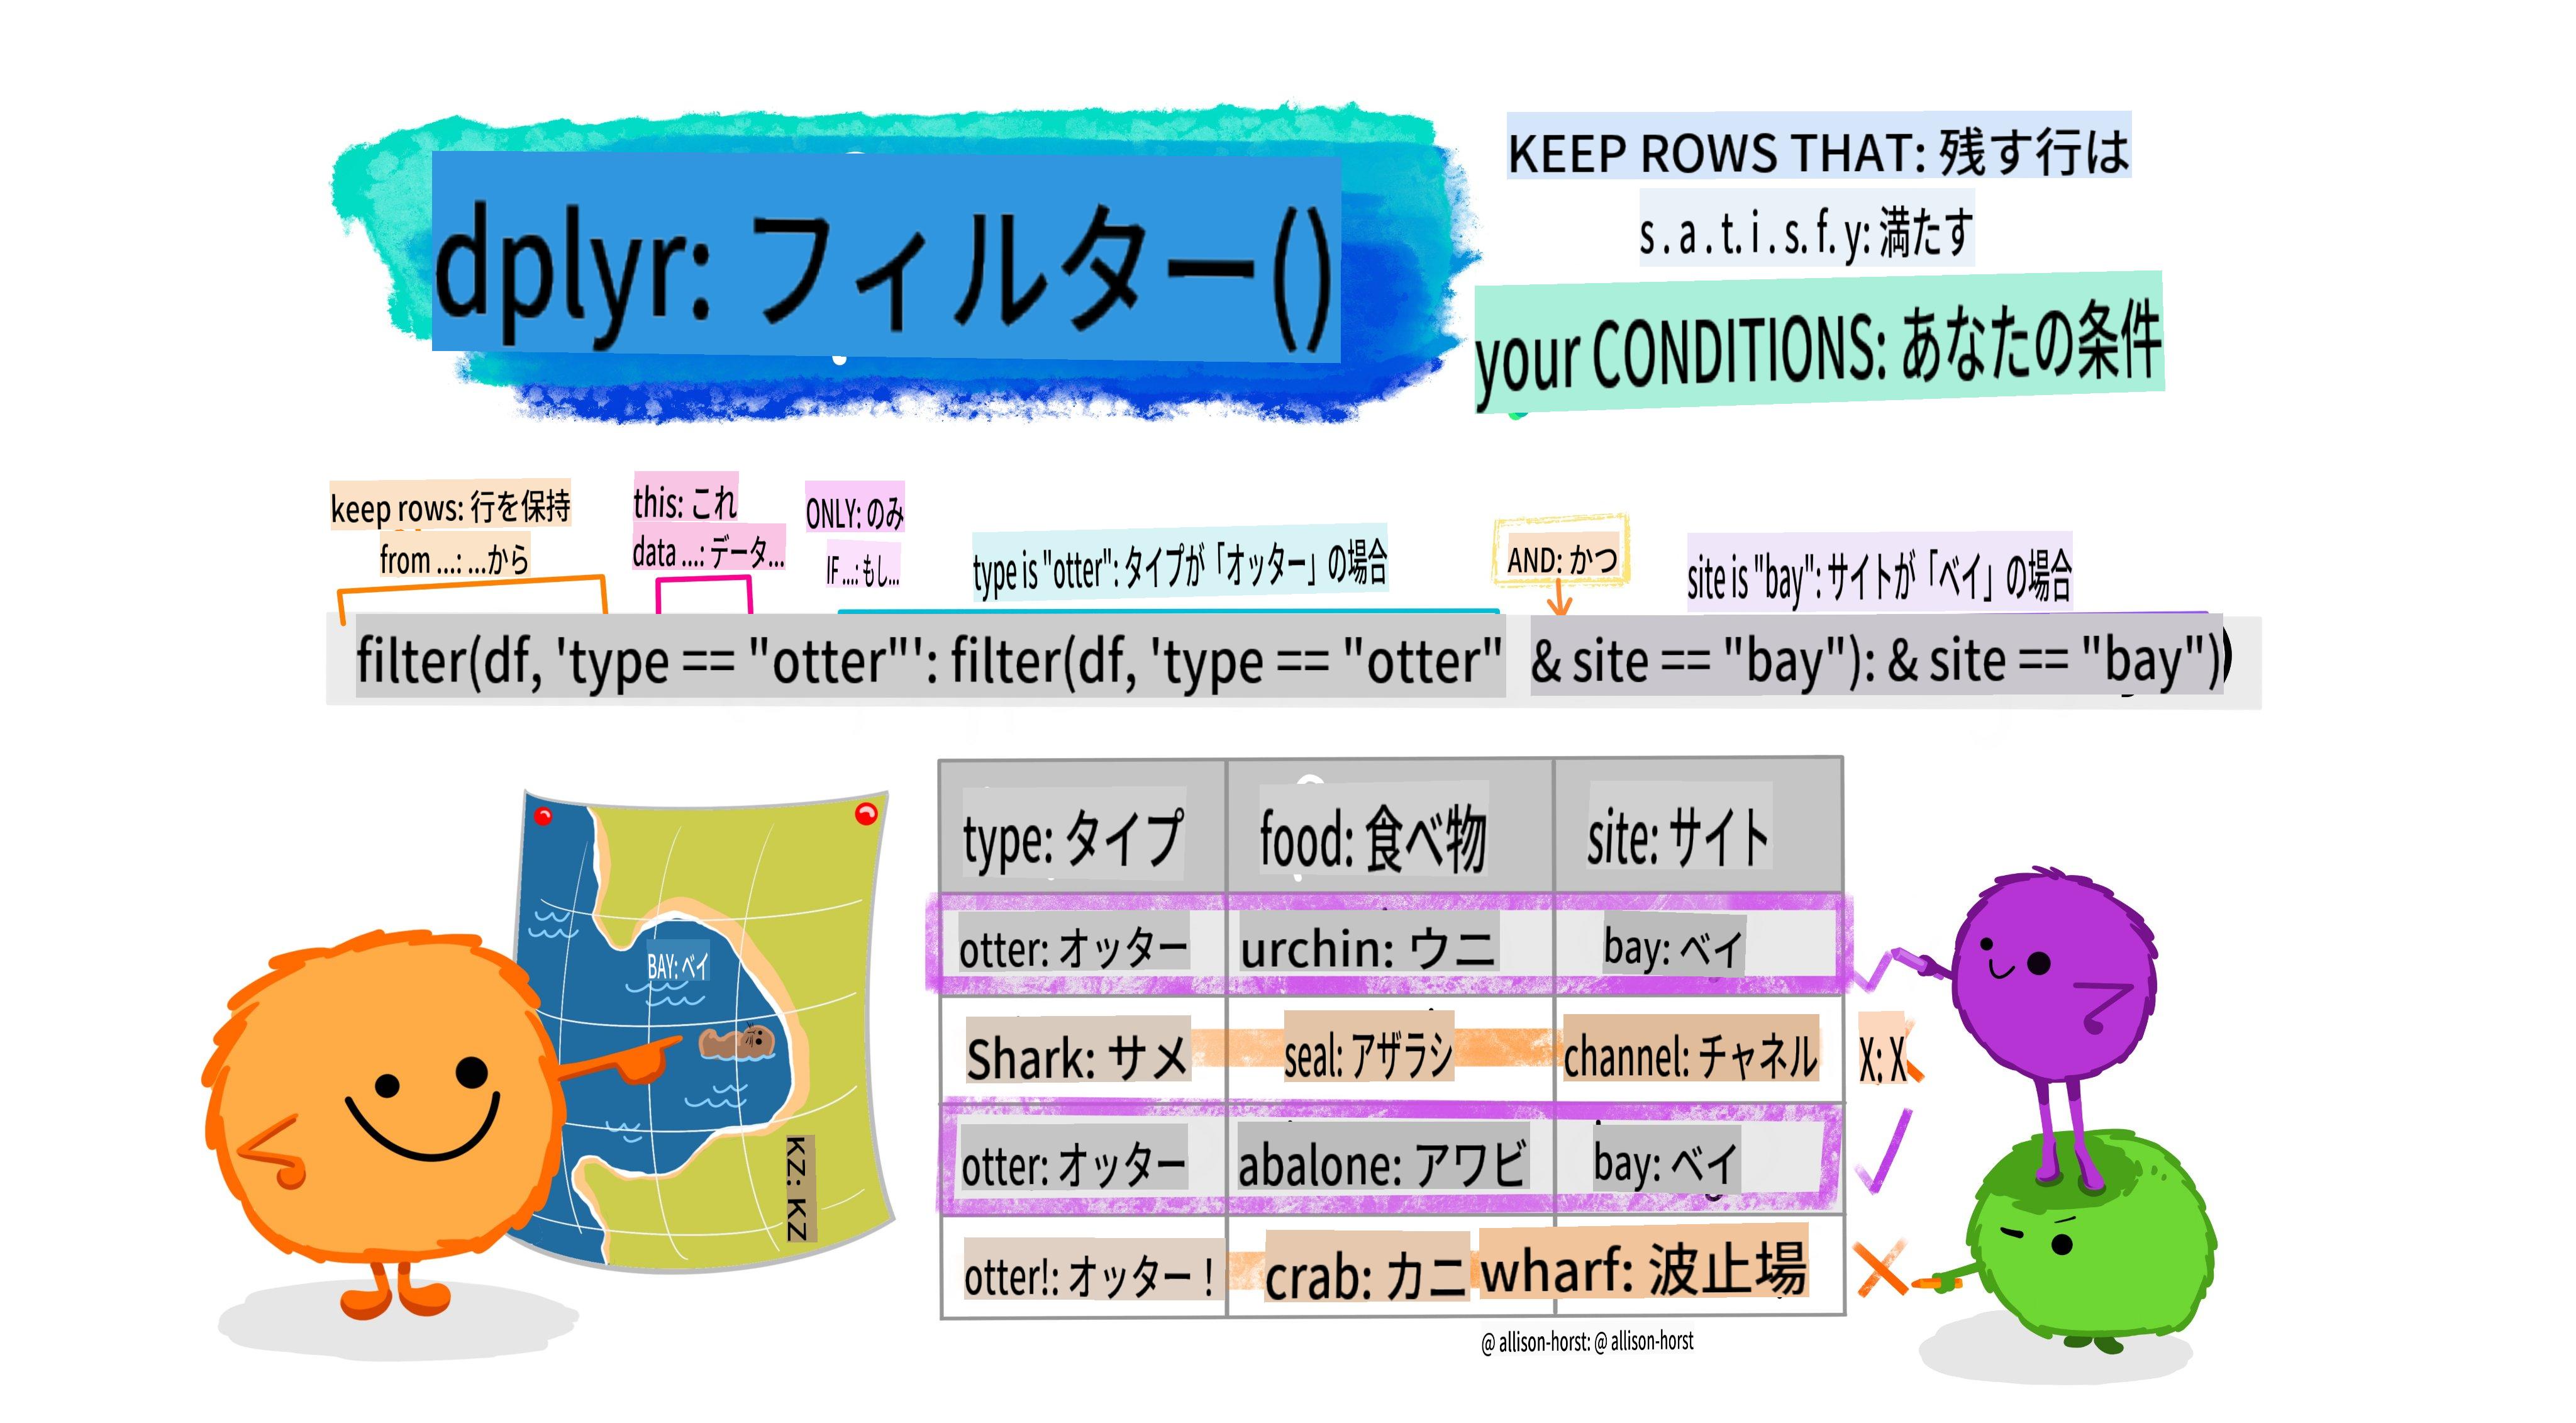 dplyr: フィルター()
KEEP ROWS THAT: 残す行は
s.a.t.i.s.f.y: 満たす
your CONDITIONS: あなたの条件
keep rows: 行を保持
from ...: ...から
this: これ
data ...: データ...
ONLY: のみ
IF ...: もし...
type is "otter": タイプが「オッター」の場合
AND: かつ
site is "bay": サイトが「ベイ」の場合
filter(df, 'type == "otter"': filter(df, 'type == "otter" & site == "bay"): & site == "bay")
BAY: ベイ
KZ: KZ
type: タイプ food: 食べ物 site: サイト
otter: オッター urchin: ウニ bay: ベイ
Shark: サメ seal: アザラシ channel: チャネル X: X
otter: オッター abalone: アワビ bay: ベイ
otter!: オッター！ crab: カニ wharf: 波止場
@ allison-horst: @ allison-horst